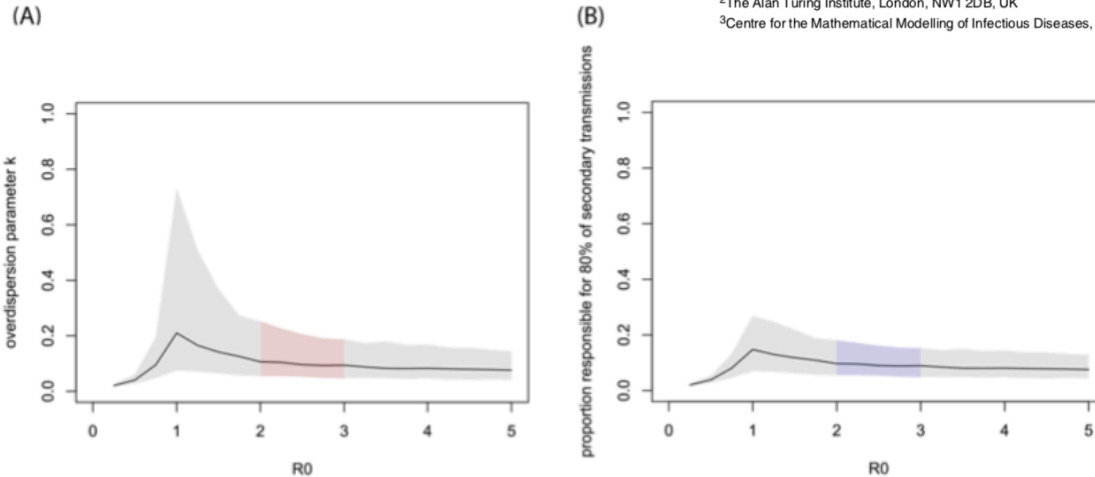 (A)
(B)
²The Alan Turing Institute, London, NW1 2DB, UK
³Centre for the Mathematical Modelling of Infectious Diseases,
overdispersion parameter k
0.0 0.2 0.4 0.6 0.8 1.0
0 1 2 3 4 5
R0
proportion responsible for 80% of secondary transmissions
0.0 0.2 0.4 0.6 0.8 1.0
0 1 2 3 4 5
R0